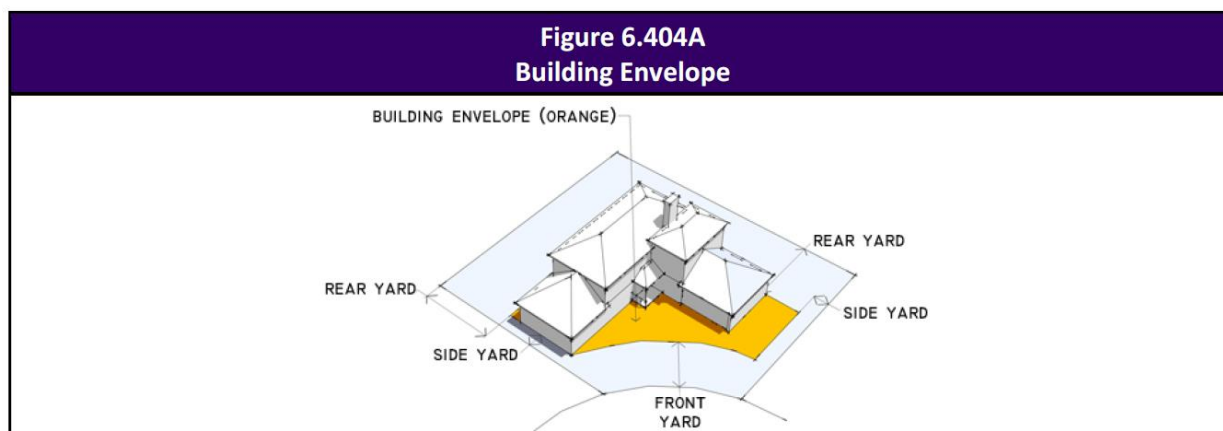 Figure 6.404A
Building Envelope
BUILDING ENVELOPE (ORANGE)
REAR YARD
REAR YARD
SIDE YARD
SIDE YARD
FRONT
YARD